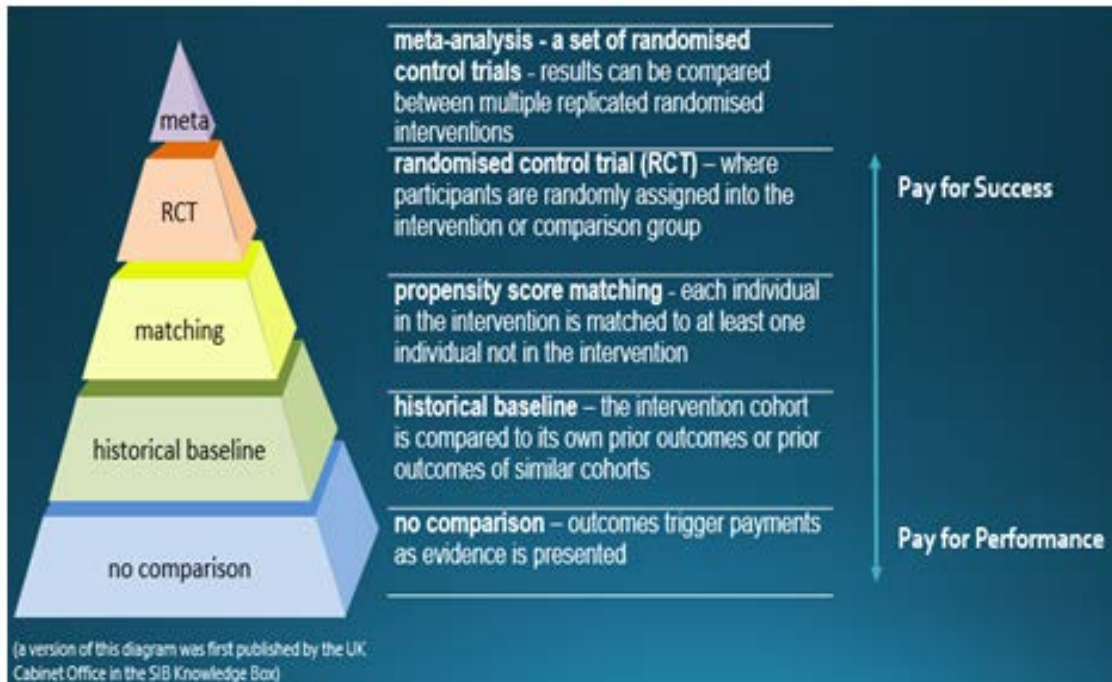 meta
RCT
matching
historical baseline
no comparison
meta-analysis - a set of randomised
control trials - results can be compared
between multiple replicated randomised
interventions
randomised control trial (RCT) – where
participants are randomly assigned into the
intervention or comparison group
propensity score matching - each individual
in the intervention is matched to at least one
individual not in the intervention
historical baseline – the intervention cohort
is compared to its own prior outcomes or prior
outcomes of similar cohorts
no comparison – outcomes trigger payments
as evidence is presented
Pay for Success
Pay for Performance
(a version of this diagram was first published by the UK
Cabinet Office in the SIB Knowledge Box)